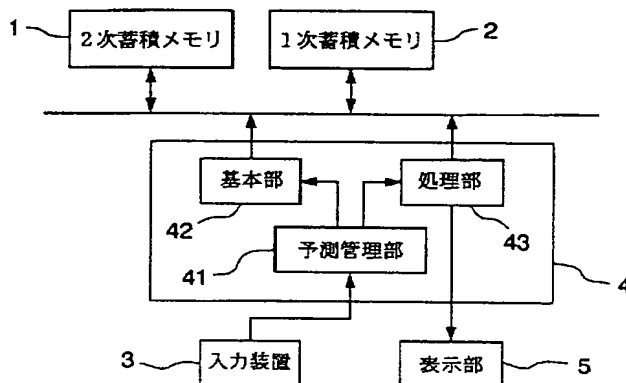 1
2次蓄積メモリ
1次蓄積メモリ
2
基本部
処理部
42
43
41
予測管理部
4
3
入力装置
表示部
5